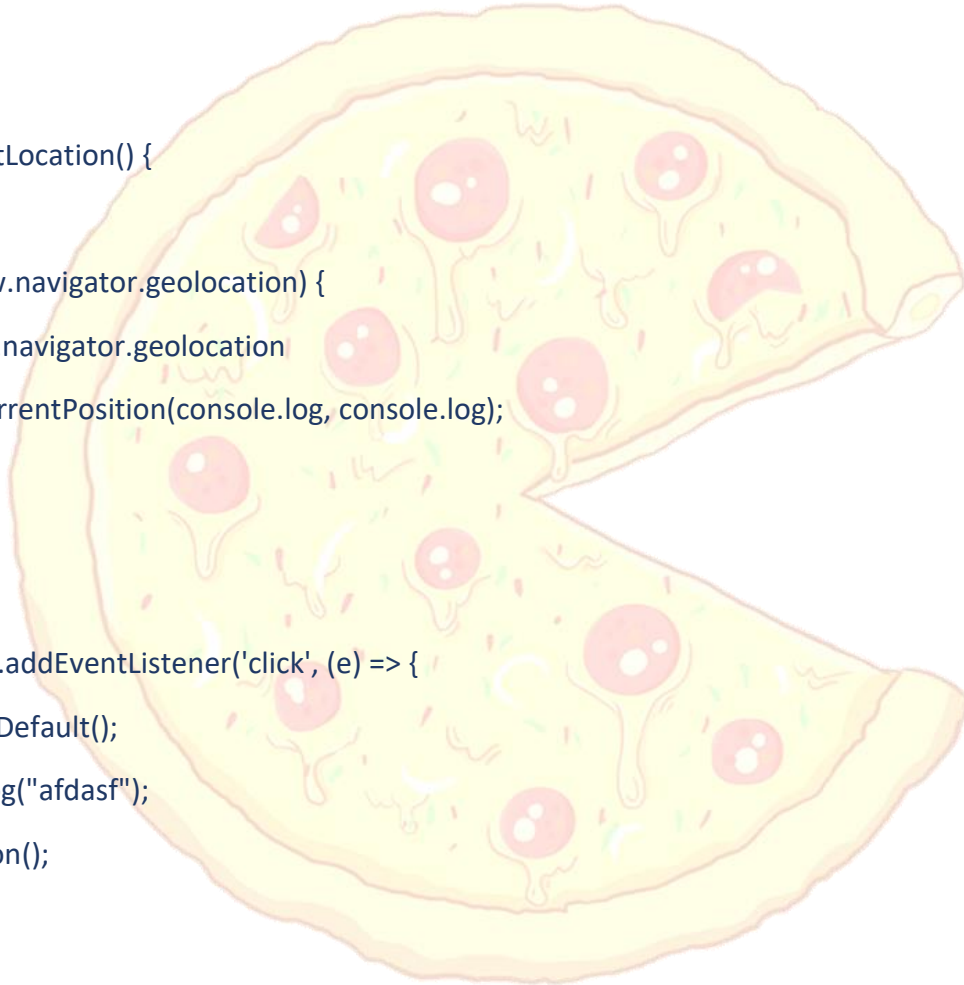 tLocation() {
v.navigator.geolocation) {
navigator.geolocation
rrentPosition(console.log, console.log);
.addEventListener('click', (e) => {
Default();
g("afdasf");
on();